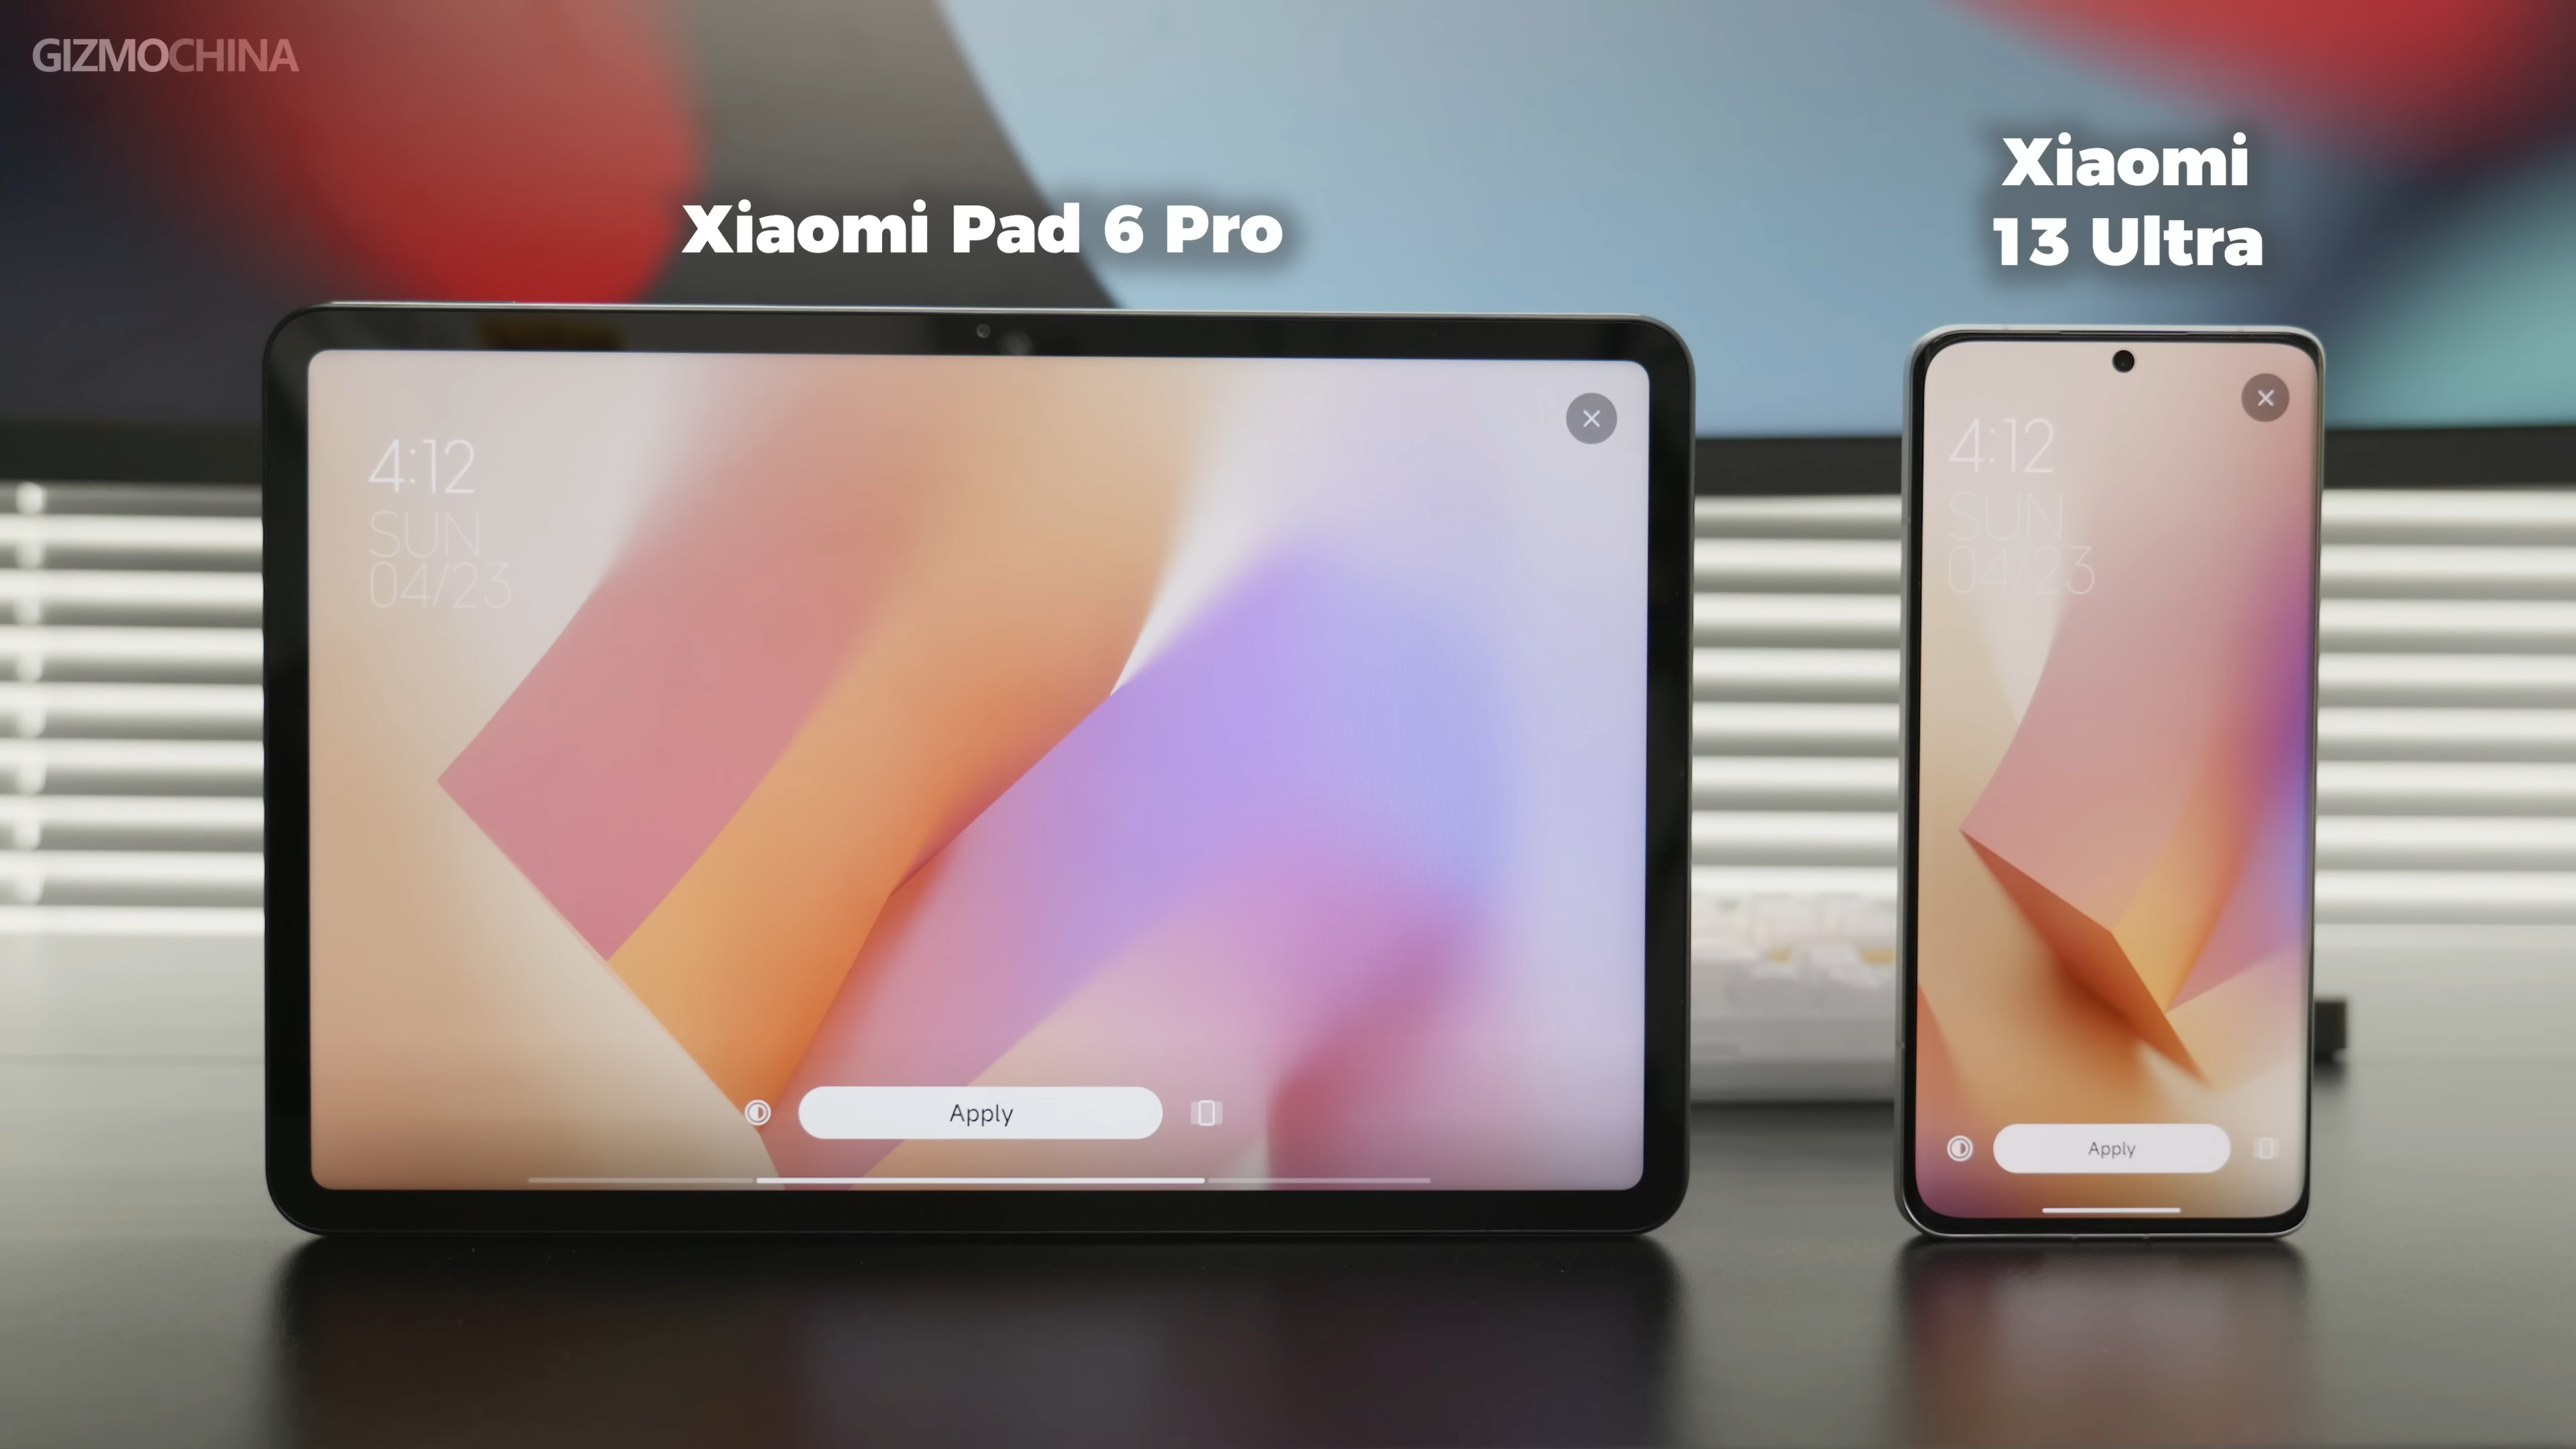 GIZMOCHINA
Xiaomi Pad 6 Pro
Xiaomi
13 Ultra
4:12
SUN
04/23
Apply
4:12
SUN
04/23
Apply